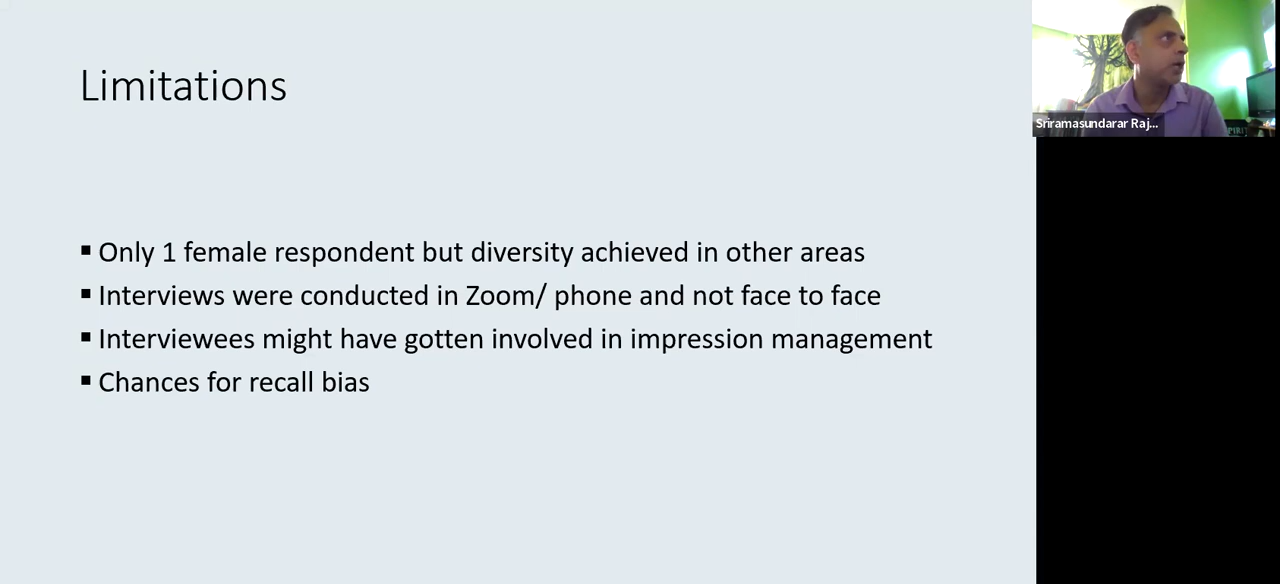 Limitations
▪ Only 1 female respondent but diversity achieved in other areas
▪ Interviews were conducted in Zoom/ phone and not face to face
▪ Interviewees might have gotten involved in impression management
▪ Chances for recall bias
Sriramasundarar Raj...